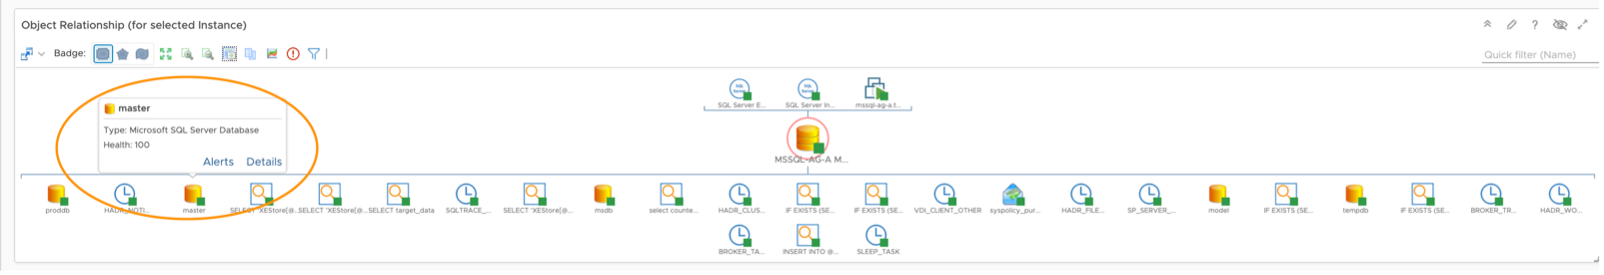 Object Relationship (for selected Instance)
Badge:
Quick filter (Name)
master
Type: Microsoft SQL Server Database
Health: 100
Alerts Details
SQL Server E... SQL Server In... mssql-ag-a.t...
MSSQL-AG-A M...
proddb HADR_NOTI... master SELECT 'XEStore[@... SELECT 'XEStore[@... SELECT target_data SQLTRACE_... SELECT 'XEStore[@... msdb select counte... HADR_CLUS... IF EXISTS (SE... IF EXISTS (SE... VDI_CLIENT_OTHER syspolicy_pur... HADR_FILE... SP_SERVER_... model IF EXISTS (SE... tempdb IF EXISTS (SE... BROKER_TR... HADR_WO...
BROKER_TA... INSERT INTO @... SLEEP_TASK